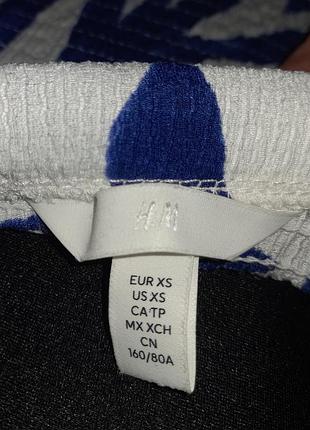 H&M
EUR XS
US XS
CA TP
MX XCH
CN
160/80A